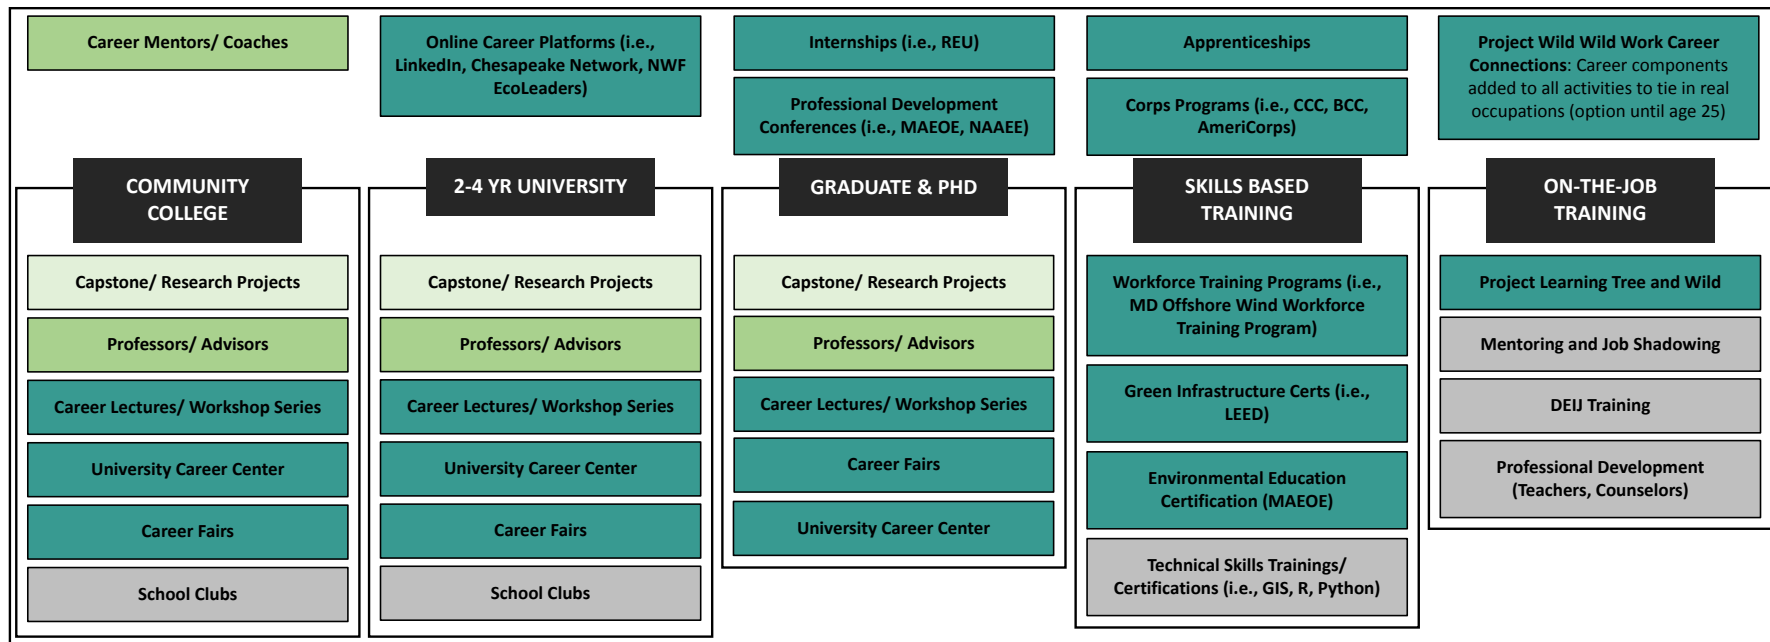 Career Mentors/ Coaches
Online Career Platforms (i.e.,
LinkedIn, Chesapeake Network, NWF
EcoLeaders)
Internships (i.e., REU)
Professional Development
Conferences (i.e., MAEOE, NAAEE)
Apprenticeships
Corps Programs (i.e., CCC, BCC,
AmeriCorps)
Project Wild Wild Work Career
Connections: Career components
added to all activities to tie in real
occupations (option until age 25)
COMMUNITY
COLLEGE
Capstone/ Research Projects
Professors/ Advisors
Career Lectures/ Workshop Series
University Career Center
Career Fairs
School Clubs
2-4 YR UNIVERSITY
Capstone/ Research Projects
Professors/ Advisors
Career Lectures/ Workshop Series
University Career Center
Career Fairs
School Clubs
GRADUATE & PHD
Capstone/ Research Projects
Professors/ Advisors
Career Lectures/ Workshop Series
Career Fairs
University Career Center
SKILLS BASED
TRAINING
Workforce Training Programs (i.e.,
MD Offshore Wind Workforce
Training Program)
Green Infrastructure Certs (i.e.,
LEED)
Environmental Education
Certification (MAEOE)
Technical Skills Trainings/
Certifications (i.e., GIS, R, Python)
ON-THE-JOB
TRAINING
Project Learning Tree and Wild
Mentoring and Job Shadowing
DEIJ Training
Professional Development
(Teachers, Counselors)